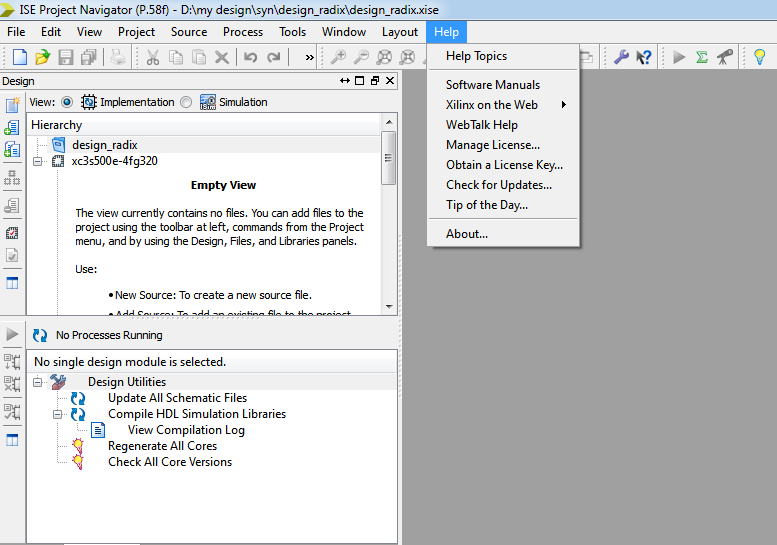 ISE Project Navigator (P.58f) - D:\my design\syn\design_radix\design_radix.xise
File Edit View Project Source Process Tools Window Layout Help
Help Topics
Software Manuals
Xilinx on the Web
WebTalk Help
Manage License...
Obtain a License Key...
Check for Updates...
Tip of the Day...
About...
Design
View: Implementation Simulation
Hierarchy
design_radix
xc3s500e-4fg320
Empty View
The view currently contains no files. You can add files to the
project using the toolbar at left, commands from the Project
menu, and by using the Design, Files, and Libraries panels.
Use:
• New Source: To create a new source file.
• Add Source: To add an existing file to the project
No Processes Running
No single design module is selected.
Design Utilities
Update All Schematic Files
Compile HDL Simulation Libraries
View Compilation Log
Regenerate All Cores
Check All Core Versions